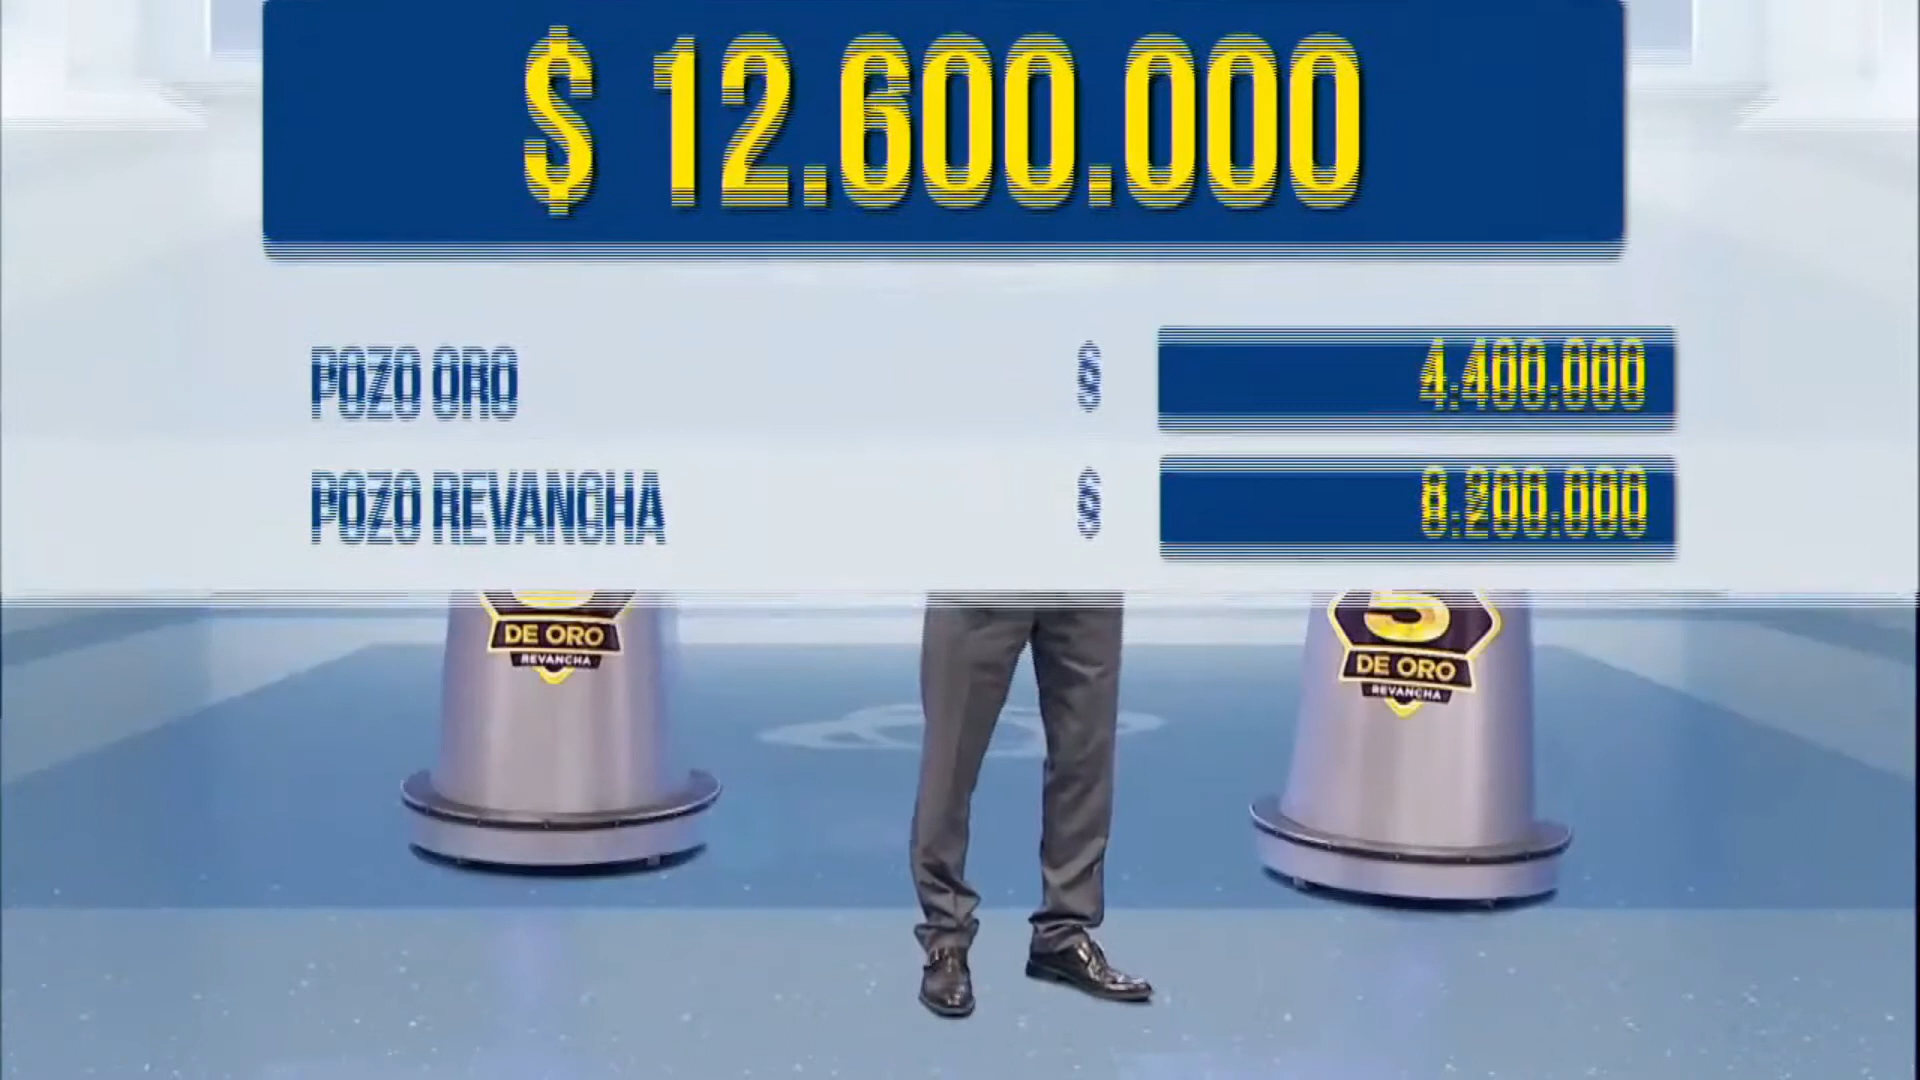 $ 12.600.000
POZO ORO $ 4.400.000
POZO REVANCHA $ 8.200.000
DE ORO
REVANCHA
5
DE ORO
REVANCHA